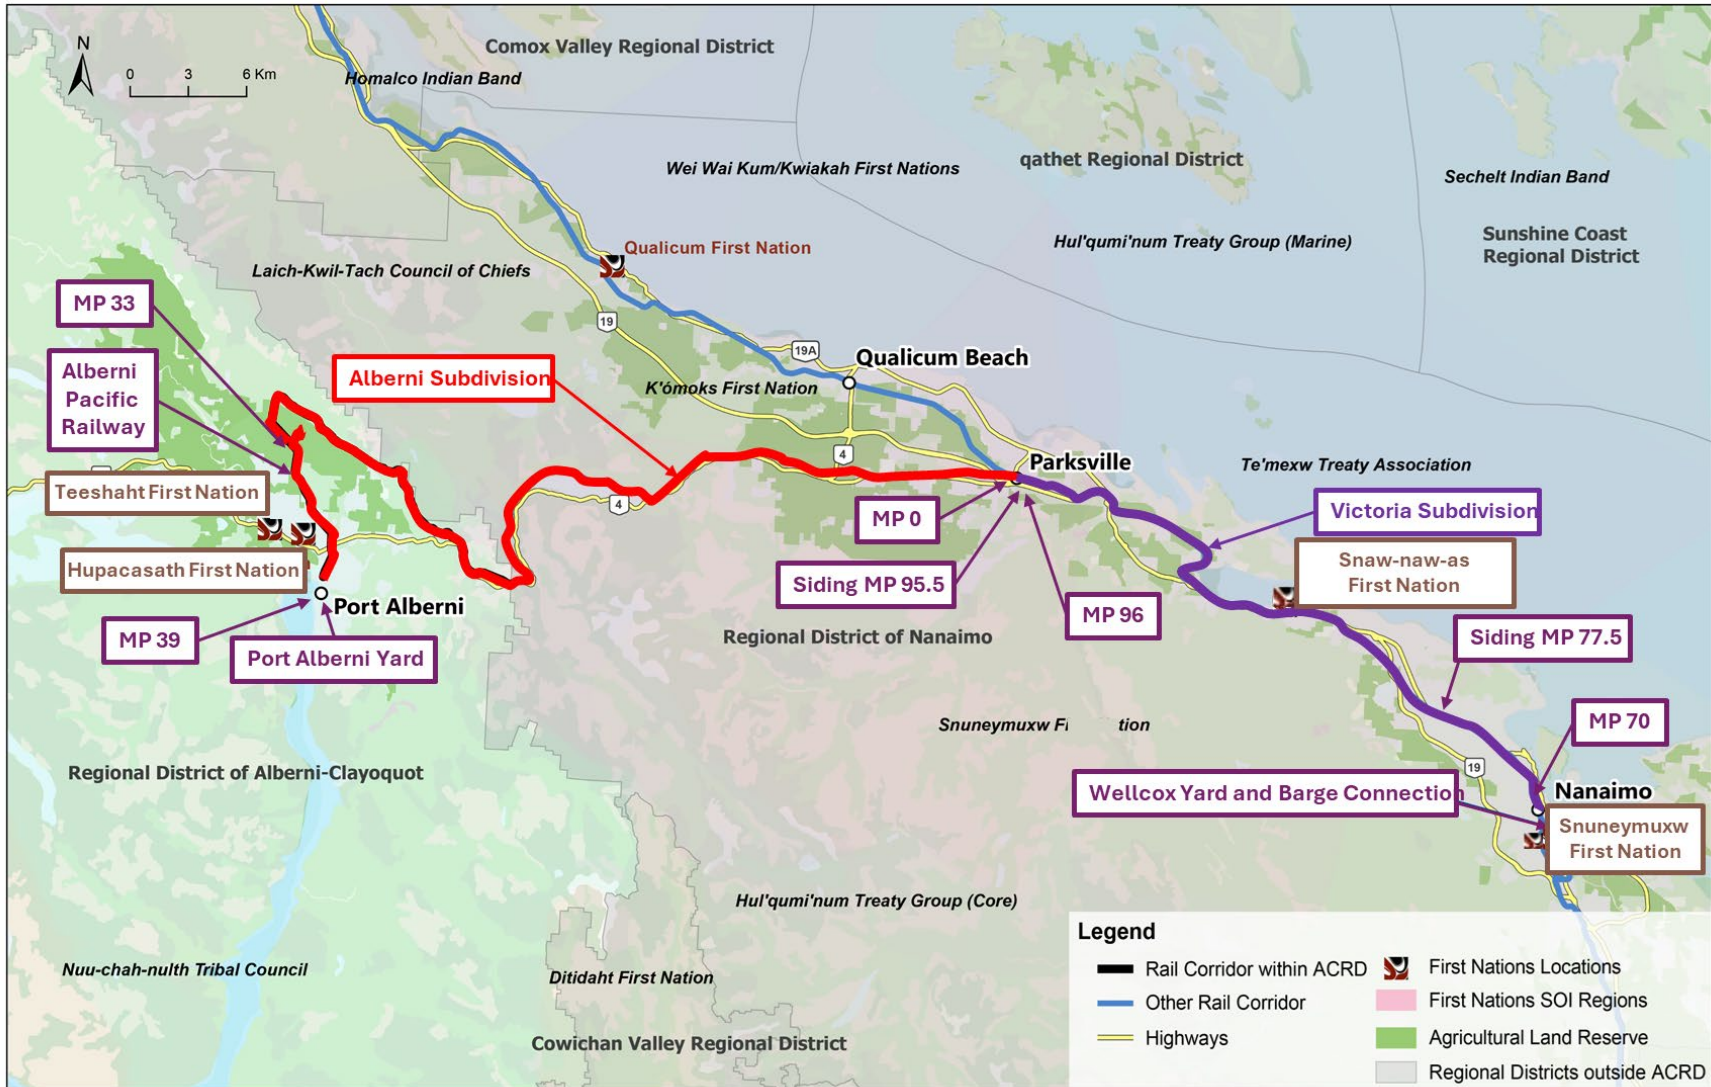 N
0 3 6 Km
Comox Valley Regional District
Homalco Indian Band
Wei Wai Kum/Kwiakah First Nations
qathet Regional District
Sechelt Indian Band
Sunshine Coast
Regional District
Hul'qumi'num Treaty Group (Marine)
Qualicum First Nation
Laich-Kwil-Tach Council of Chiefs
MP 33
19
19A
Qualicum Beach
Alberni
Pacific
Railway
Alberni Subdivision
K'ómoks First Nation
4
Parksville
Te'mexw Treaty Association
Teeshaht First Nation
4
MP 0
Victoria Subdivision
Hupacasath First Nation
Siding MP 95.5
Snaw-naw-as
First Nation
Port Alberni
MP 96
MP 39
Port Alberni Yard
Regional District of Nanaimo
Siding MP 77.5
Snuneymuxw Fi tion
MP 70
Regional District of Alberni-Clayoquot
19
Wellcox Yard and Barge Connection
Nanaimo
Snuneymuxw
First Nation
Hul'qumi'num Treaty Group (Core)
Nuu-chah-nulth Tribal Council
Ditidaht First Nation
Cowichan Valley Regional District
Legend
Rail Corridor within ACRD
Other Rail Corridor
Highways
First Nations Locations
First Nations SOI Regions
Agricultural Land Reserve
Regional Districts outside ACRD